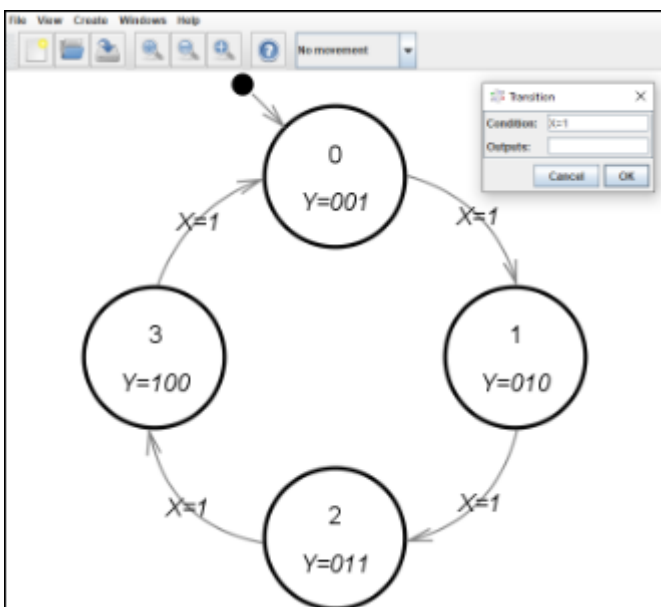 File View Create Windows Help
No movement
Transition
Condition: X=1
Outputs:
Cancel OK
0
Y=001
X=1
X=1
3
Y=100
1
Y=010
X=1
X=1
2
Y=011